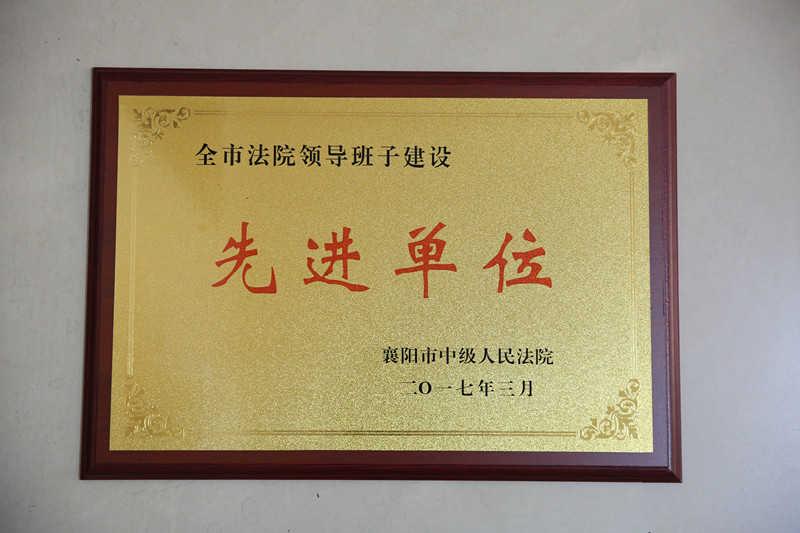 全市法院领导班子建设
先进单位
襄阳市中级人民法院
二〇一七年三月